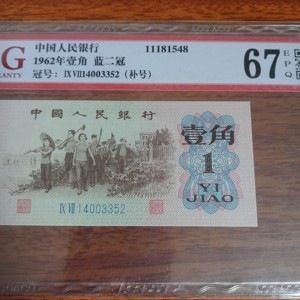 G 中国人民银行 11181548 67 EPQ
RANTY 1962年壹角 蓝二冠
冠号：IX VIII 14003352（补号）
中国人民银行
壹角
1
YI
JIAO
IX VIII 14003352